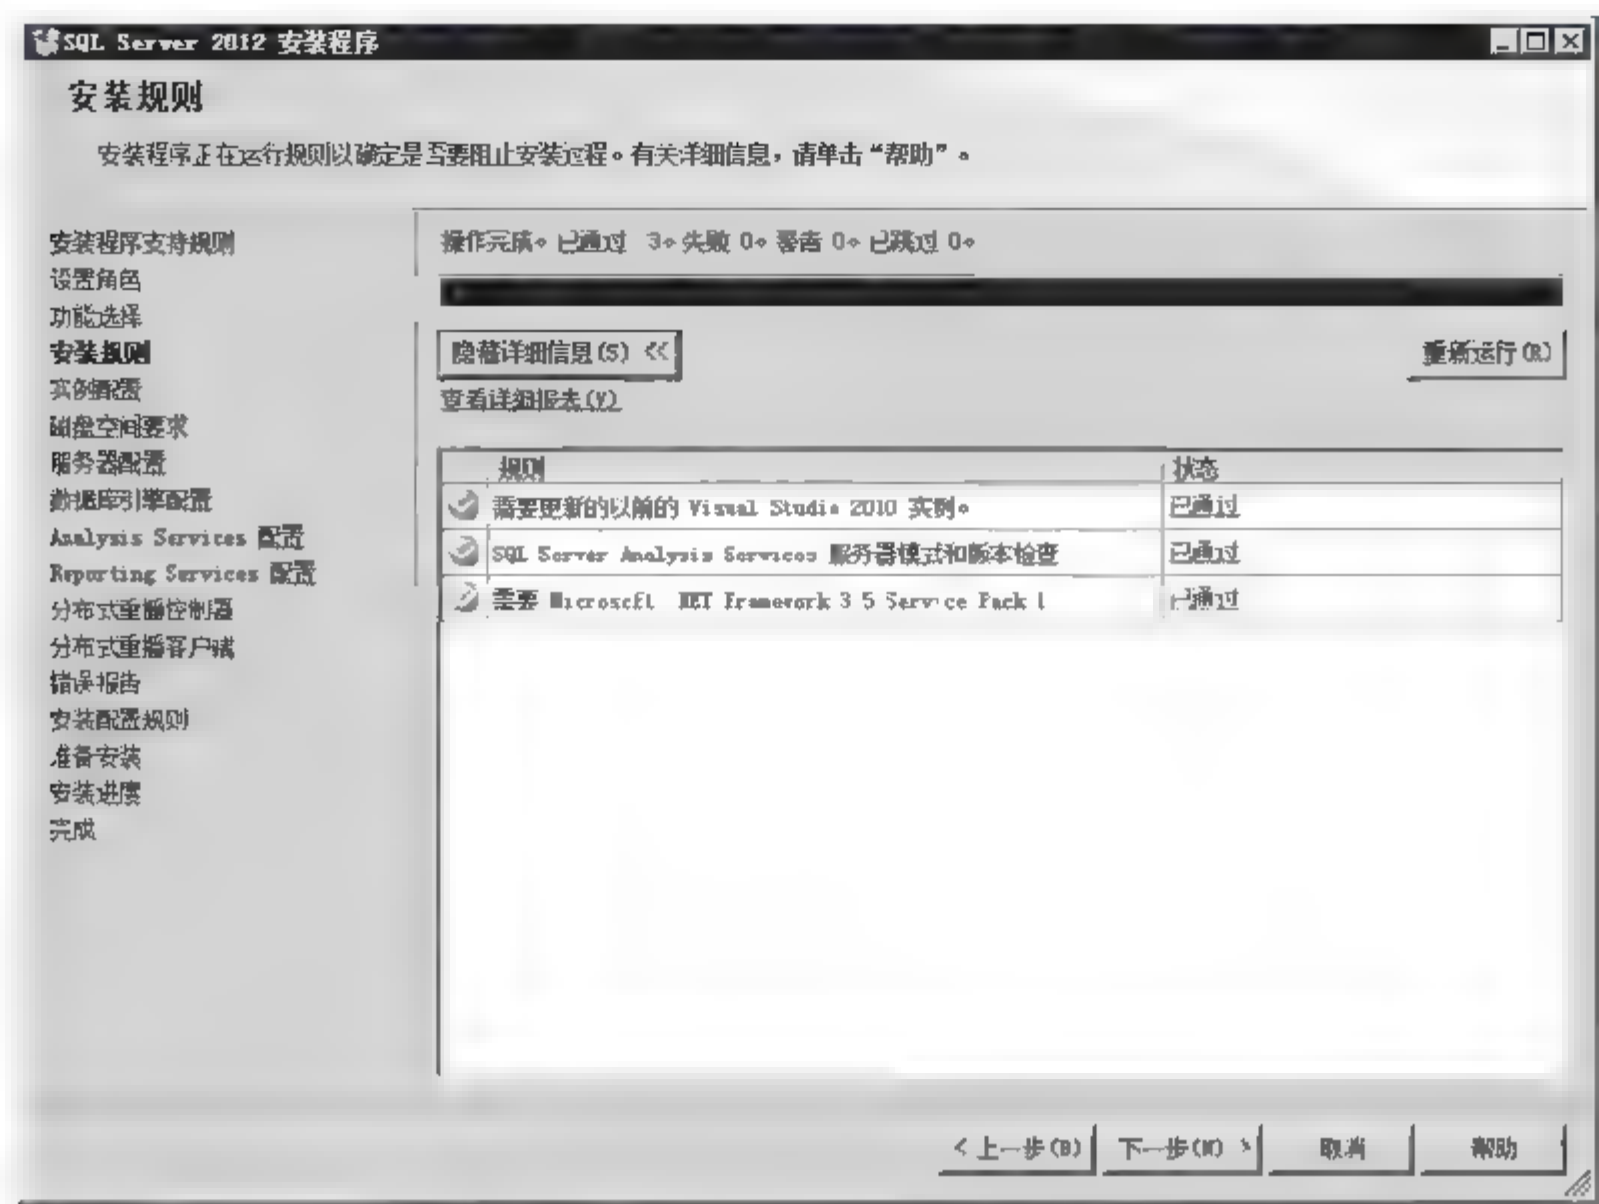 SQL Server 2012 安装程序
安装规则
安装程序正在运行规则以确定是否要阻止安装过程。有关详细信息，请单击“帮助”。
安装程序支持规则
设置角色
功能选择
安装规则
实例配置
磁盘空间要求
服务器配置
数据库引擎配置
Analysis Services 配置
Reporting Services 配置
分布式重播控制器
分布式重播客户端
错误报告
安装配置规则
准备安装
安装进度
完成
操作完成。已通过 3。失败 0。警告 0。已跳过 0。
隐藏详细信息(S) <<
重新运行(R)
查看详细报表(V)
规则 状态
需要更新的以前的 Visual Studio 2010 实例。 已通过
SQL Server Analysis Services 服务器模式和版本检查 已通过
需要 Microsoft .NET Framework 3.5 Service Pack 1 已通过
< 上一步(B) 下一步(N) > 取消 帮助